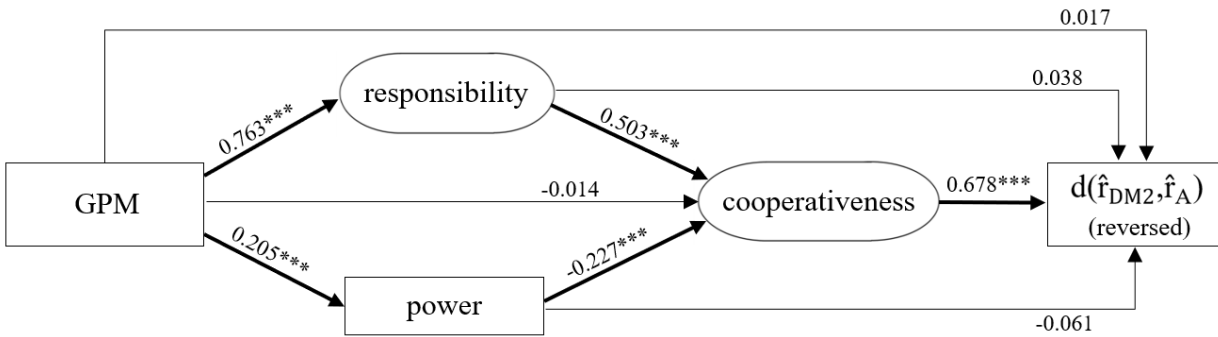 0.017
responsibility
0.038
0.763***
0.503***
GPM
-0.014
cooperativeness
0.678***
d(r̂DM2,r̂A)
(reversed)
0.205***
-0.227***
power
-0.061